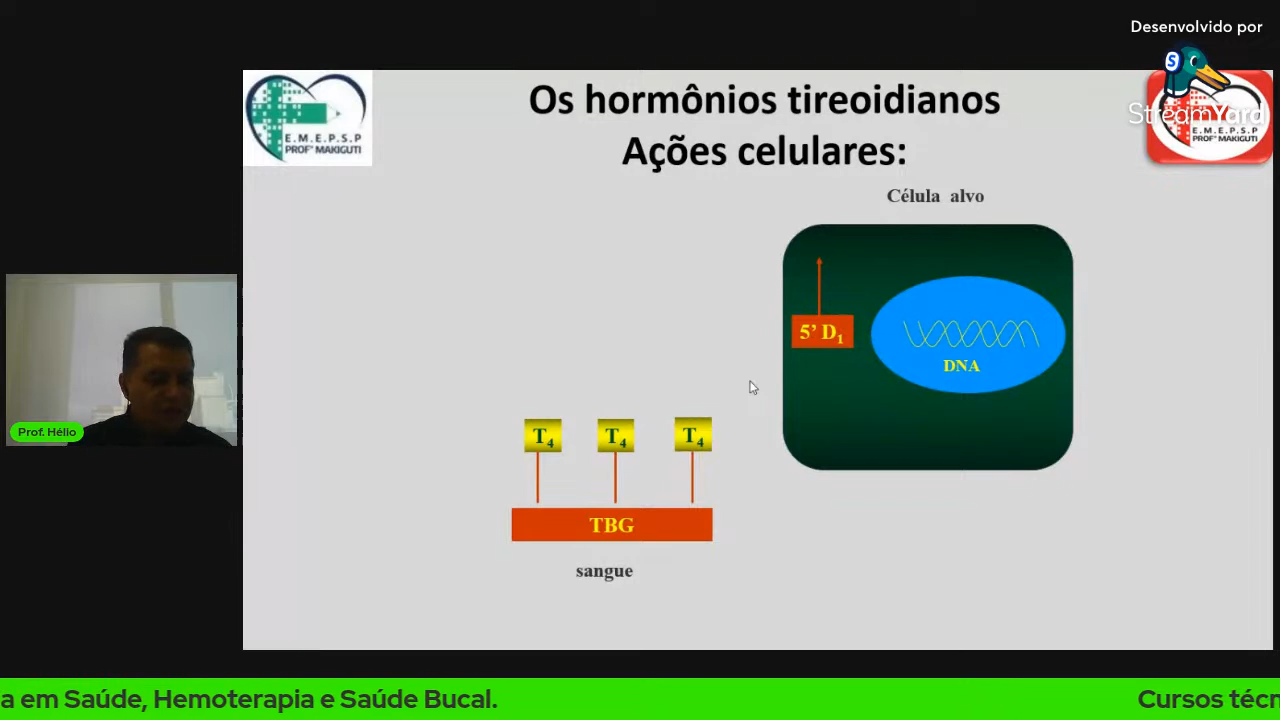 Desenvolvido por
S
StreamYard
E.M.E.P.S.P
PROFº MAKIGUTI
E.M.E.P.S.P
PROFº MAKIGUTI
Os hormônios tireoidianos
Ações celulares:
Célula alvo
5’ D1
DNA
Prof. Hélio
T4 T4 T4
TBG
sangue
a em Saúde, Hemoterapia e Saúde Bucal.
Cursos técn